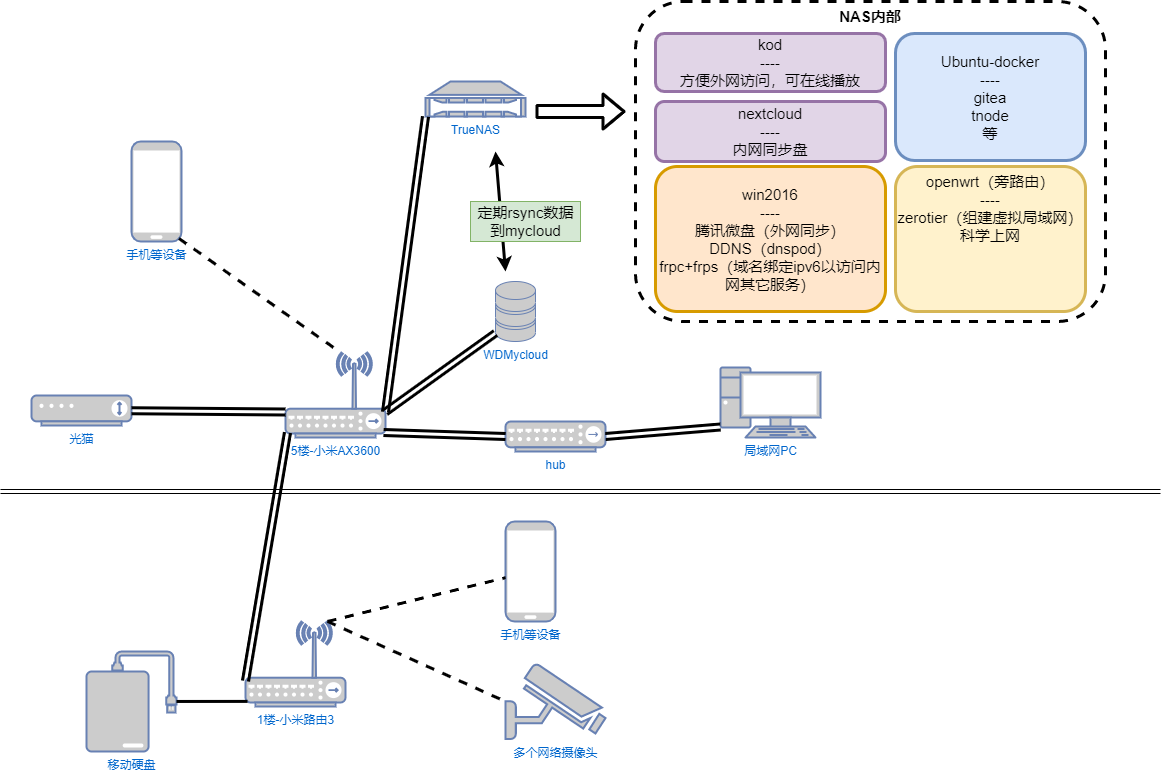 NAS内部
kod
----
方便外网访问，可在线播放
nextcloud
----
内网同步盘
Ubuntu-docker
----
gitea
tnode
等
win2016
----
腾讯微盘（外网同步）
DDNS（dnspod）
frpc+frps（域名绑定ipv6以访问内
网其它服务）
openwrt（旁路由）
----
zerotier（组建虚拟局域网）
科学上网
TrueNAS
定期rsync数据
到mycloud
WDMycloud
手机等设备
光猫
5楼-小米AX3600
hub
局域网PC
手机等设备
1楼-小米路由3
移动硬盘
多个网络摄像头